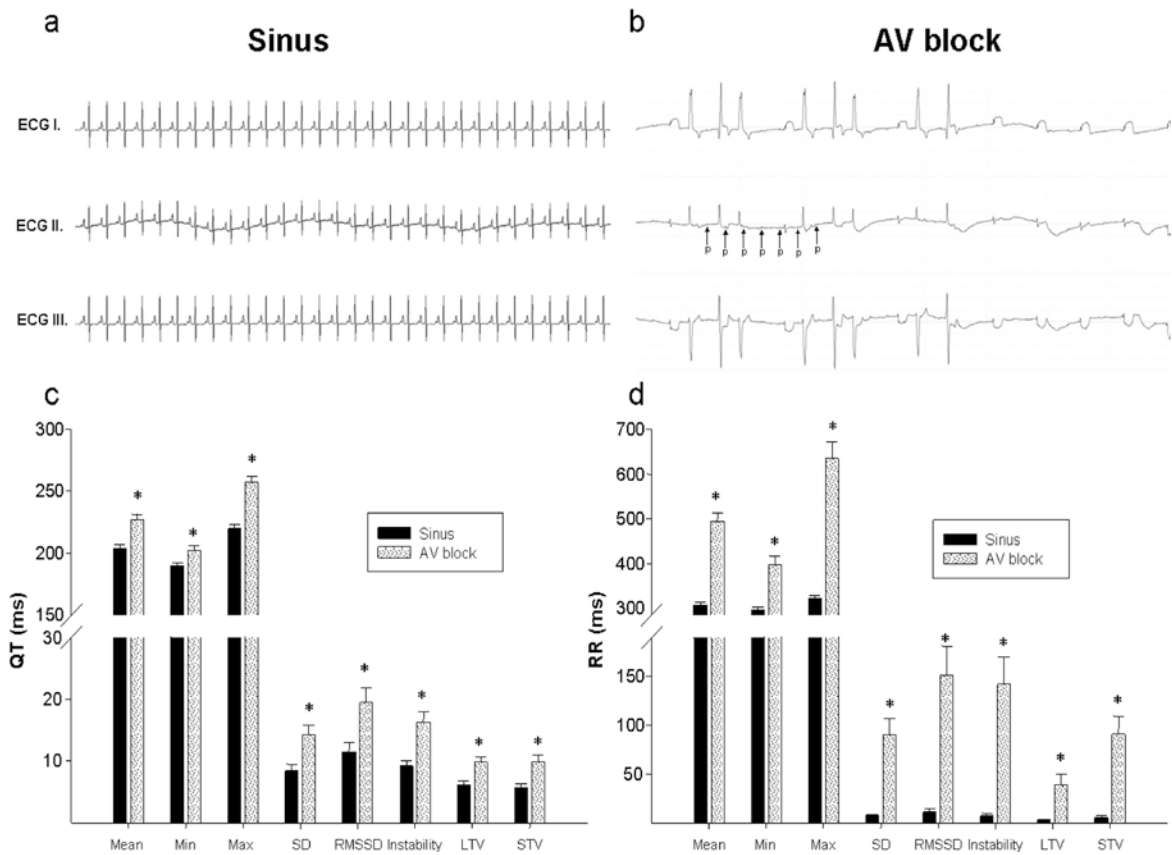 a
Sinus
b
AV block
ECG I.
ECG II.
ECG III.
p p p p p p p
c
QT (ms)
300
250
200
150
30
20
10
Sinus
AV block
* * * * * * * *
Mean Min Max SD RMSSD Instability LTV STV
d
RR (ms)
700
600
500
400
300
150
100
50
Sinus
AV block
* * * * * * * *
Mean Min Max SD RMSSD Instability LTV STV